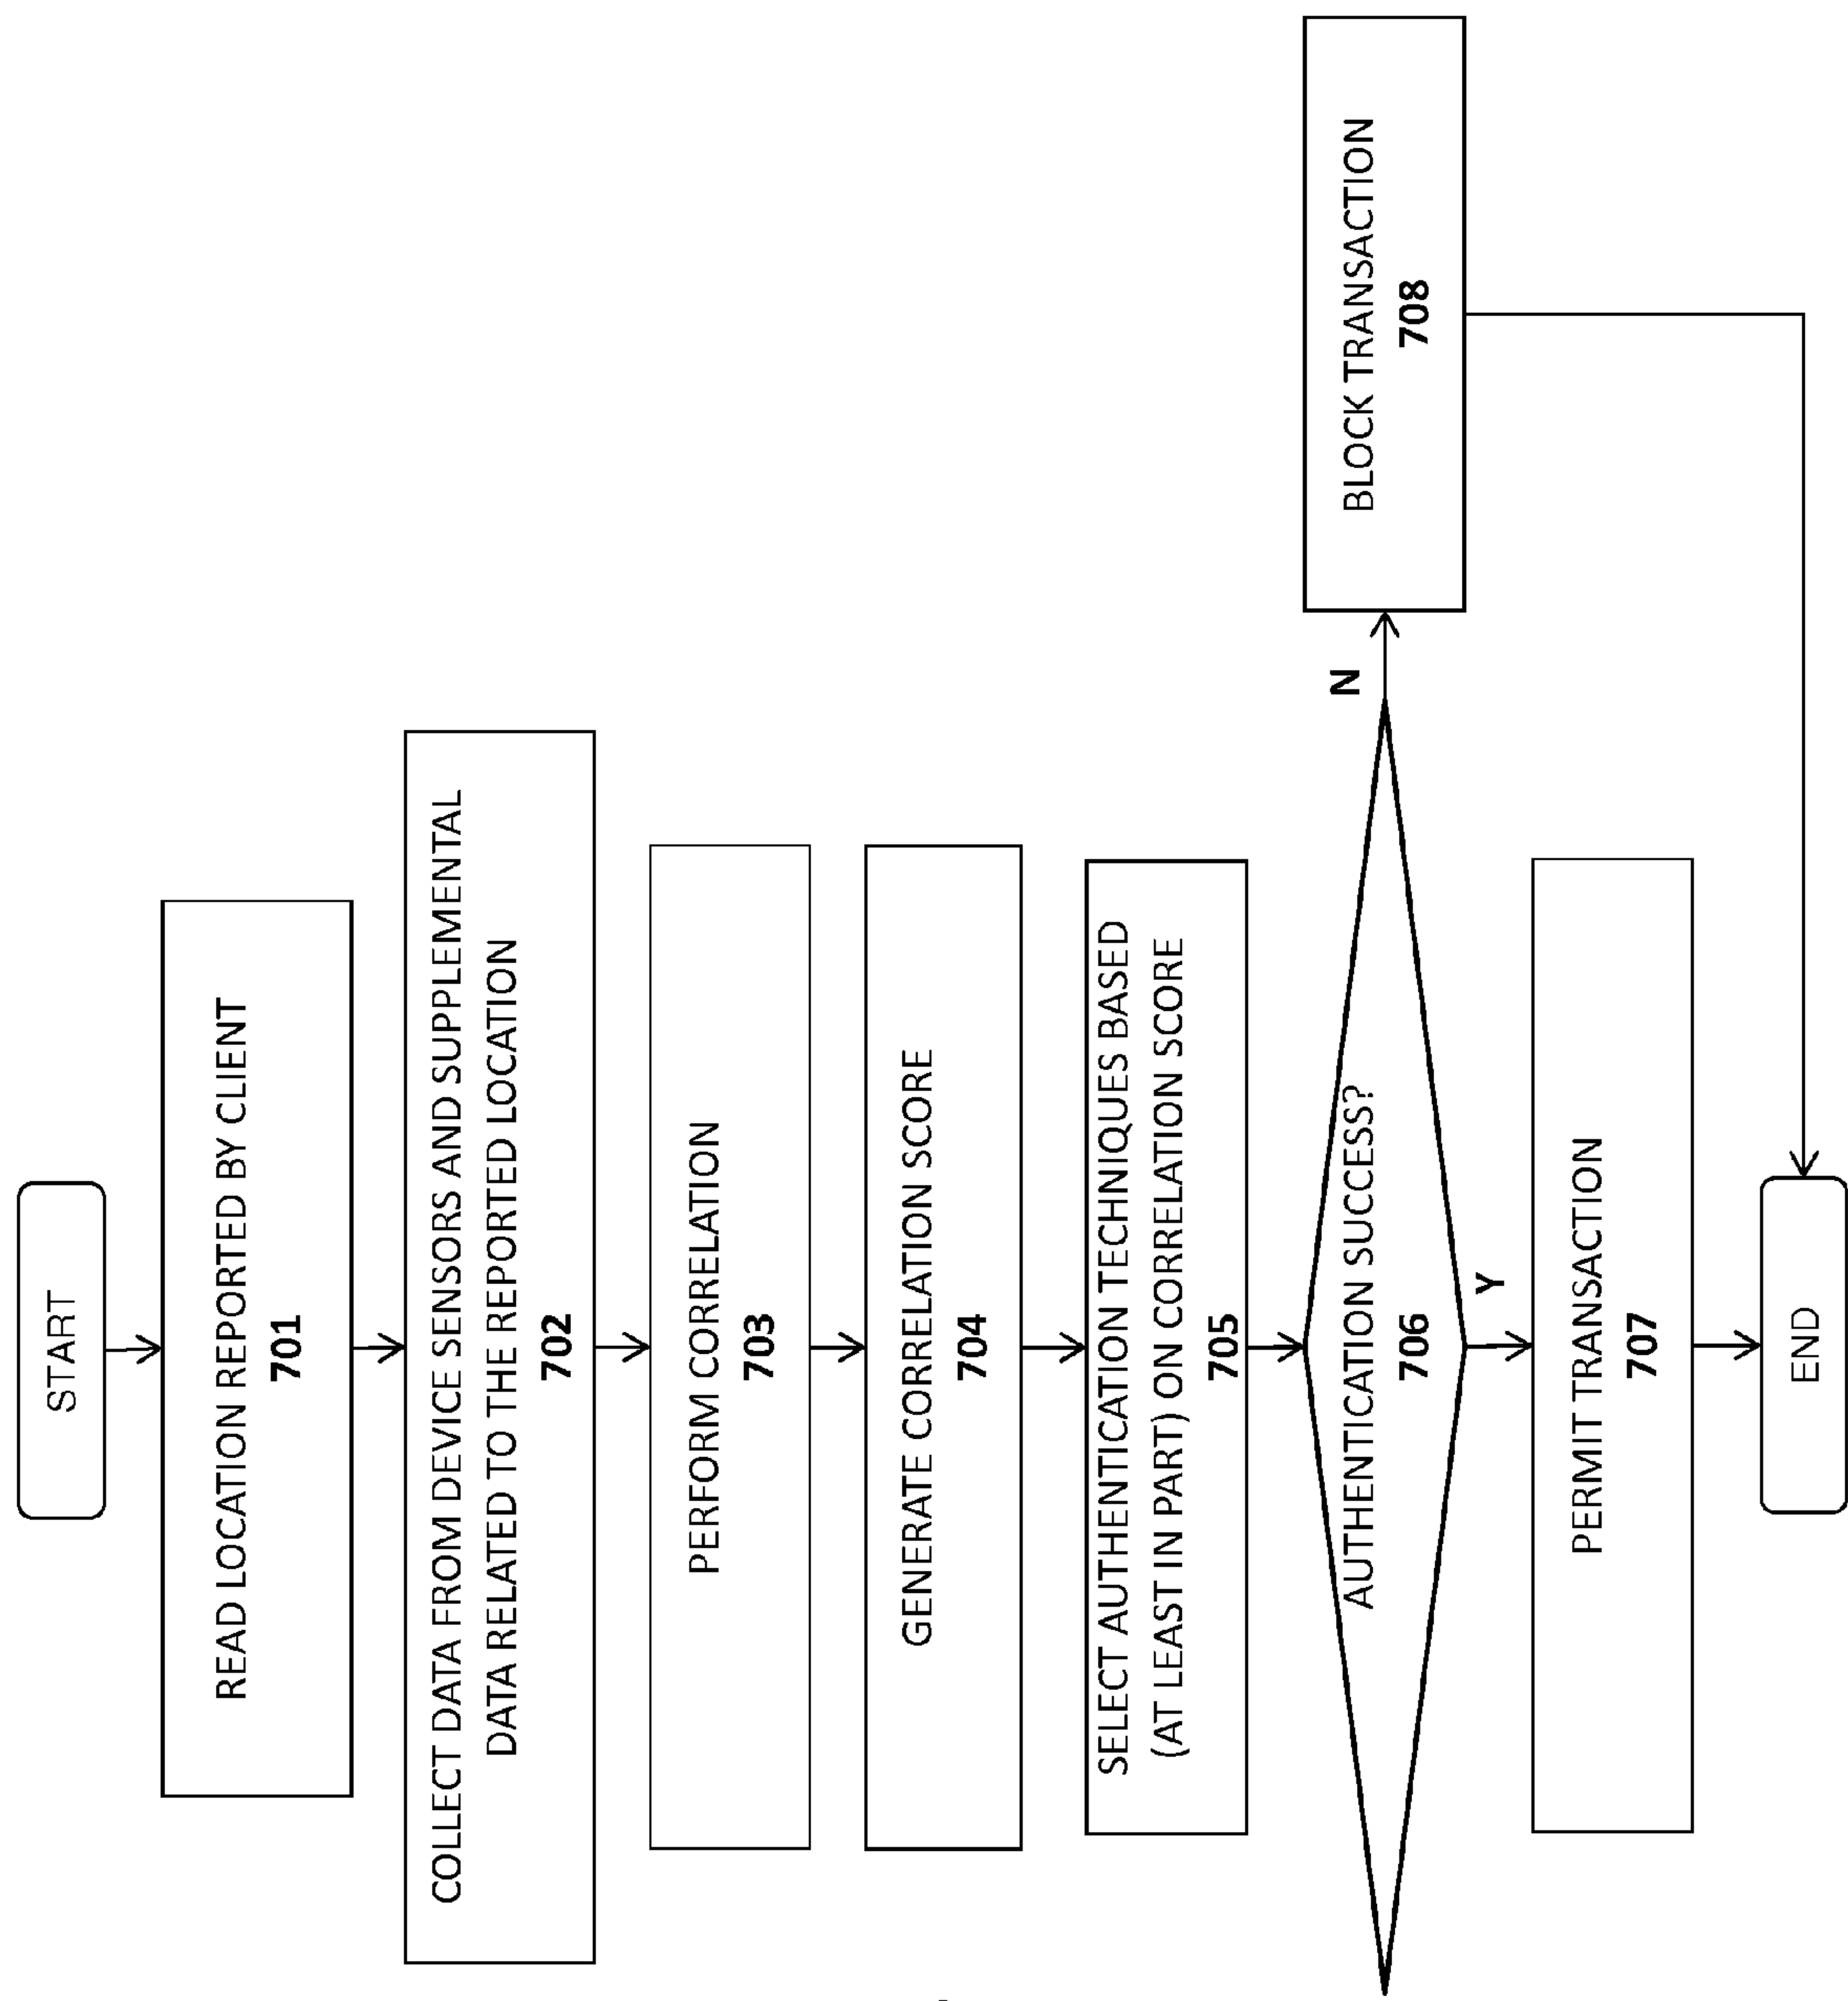 START
READ LOCATION REPORTED BY CLIENT
701
COLLECT DATA FROM DEVICE SENSORS AND SUPPLEMENTAL
DATA RELATED TO THE REPORTED LOCATION
702
PERFORM CORRELATION
703
GENERATE CORRELATION SCORE
704
SELECT AUTHENTICATION TECHNIQUES BASED
(AT LEAST IN PART) ON CORRELATION SCORE
705
AUTHENTICATION SUCCESS?
706
N
BLOCK TRANSACTION
708
Y
PERMIT TRANSACTION
707
END